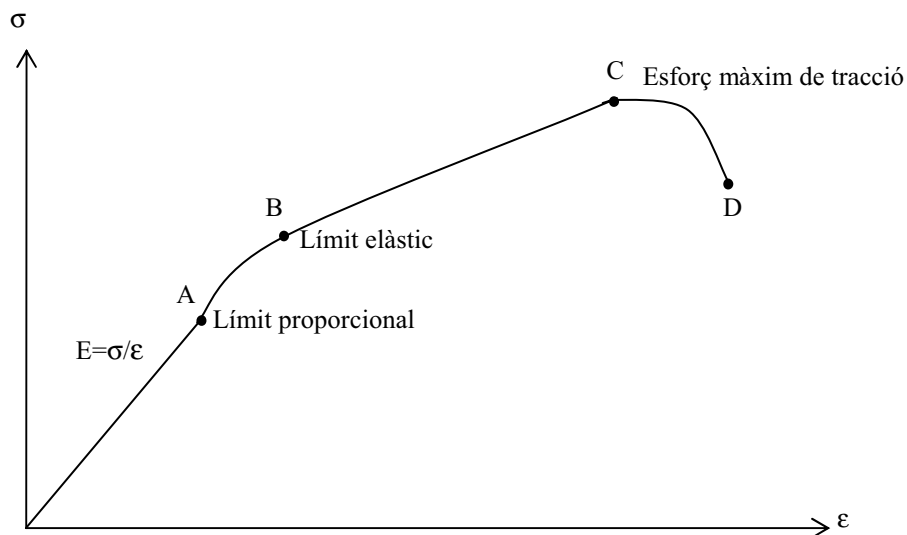 σ
C
Esforç màxim de tracció
B
D
Límit elàstic
A
Límit proporcional
E=σ/ε
ε